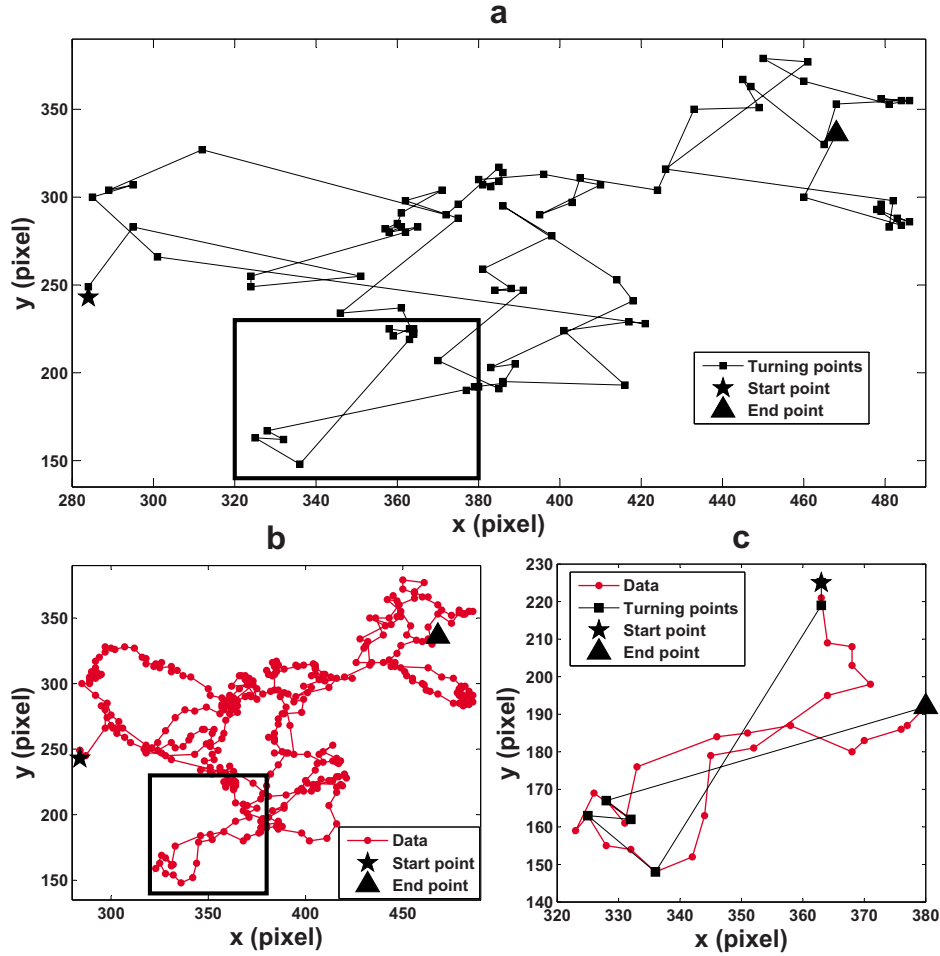 a
350
300
250
200
150
y (pixel)
280 300 320 340 360 380 400 420 440 460 480
x (pixel)
Turning points
Start point
End point
b
350
300
250
200
150
y (pixel)
300 350 400 450
x (pixel)
Data
Start point
End point
c
230
220
210
200
190
180
170
160
150
140
y (pixel)
320 330 340 350 360 370 380
x (pixel)
Data
Turning points
Start point
End point